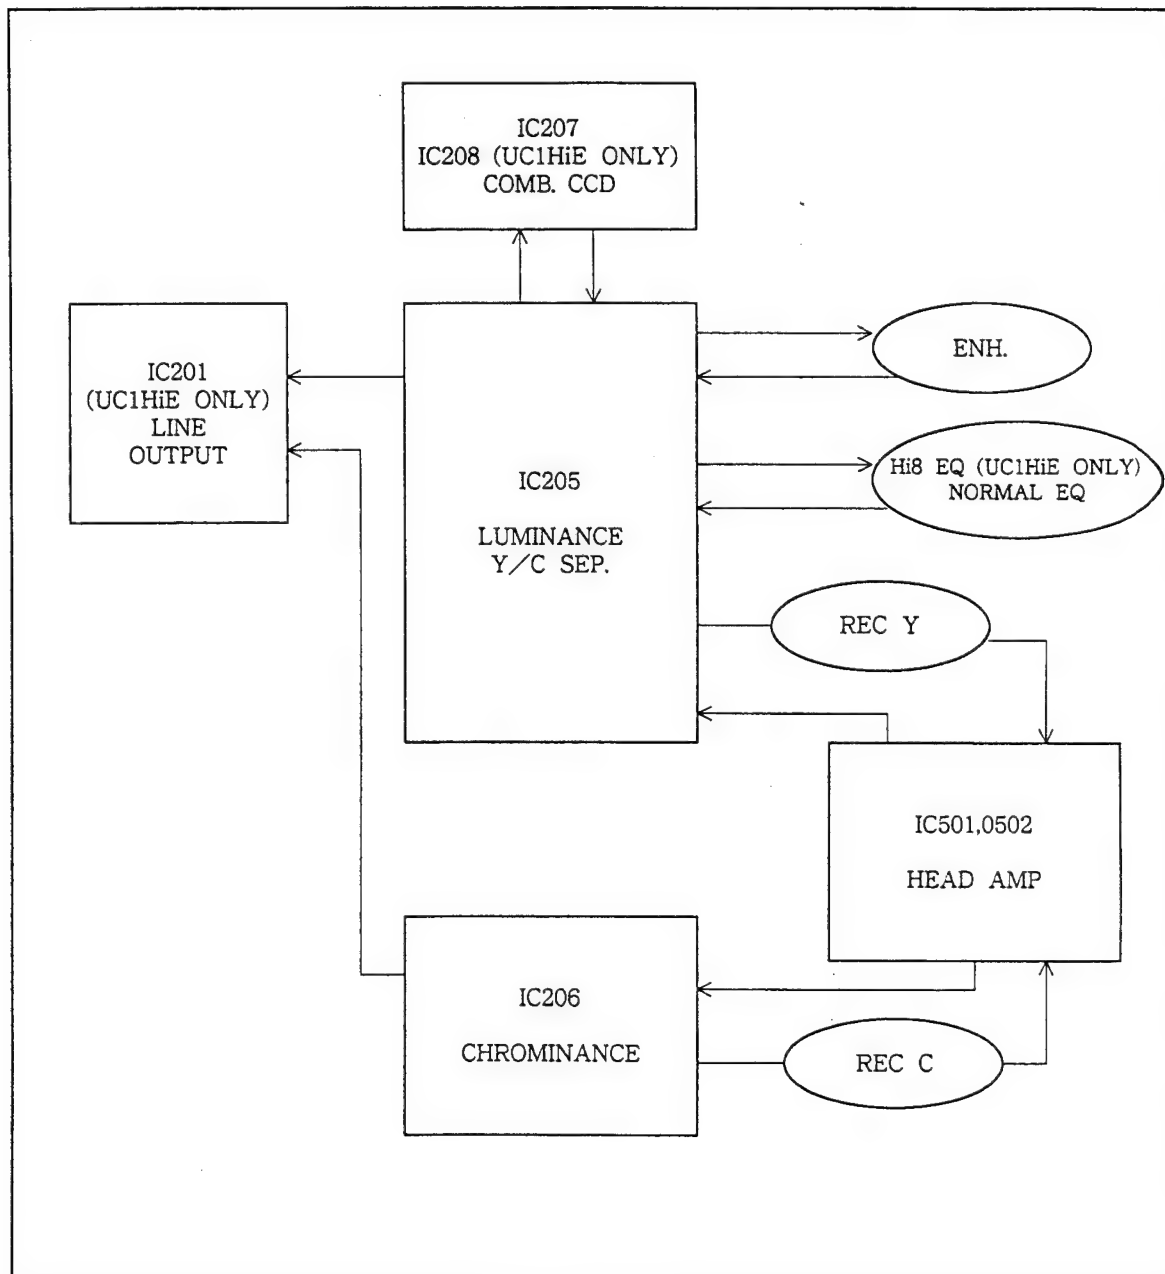 IC207
IC208 (UC1HiE ONLY)
COMB. CCD
IC201
(UC1HiE ONLY)
LINE
OUTPUT
IC205
LUMINANCE
Y/C SEP.
ENH.
Hi8 EQ (UC1HiE ONLY)
NORMAL EQ
REC Y
IC501,0502
HEAD AMP
IC206
CHROMINANCE
REC C